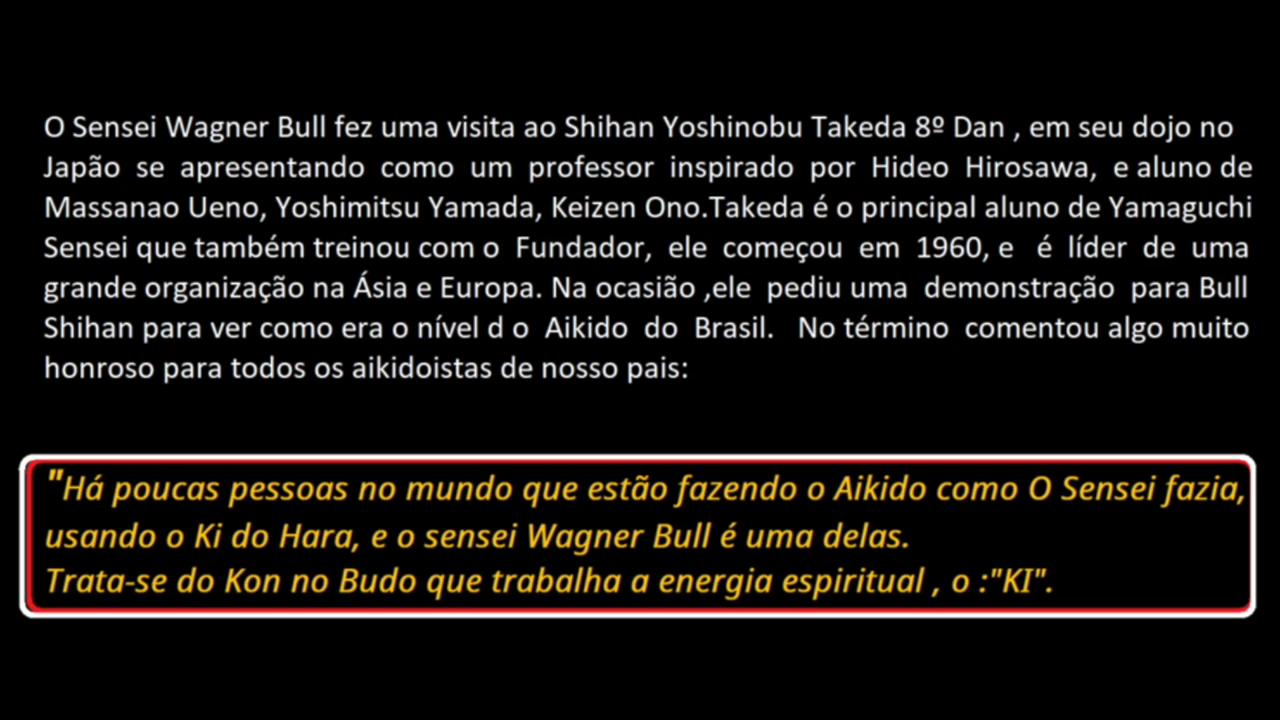 O Sensei Wagner Bull fez uma visita ao Shihan Yoshinobu Takeda 8º Dan , em seu dojo no
Japão se apresentando como um professor inspirado por Hideo Hirosawa, e aluno de
Massanao Ueno, Yoshimitsu Yamada, Keizen Ono.Takeda é o principal aluno de Yamaguchi
Sensei que também treinou com o Fundador, ele começou em 1960, e é líder de uma
grande organização na Ásia e Europa. Na ocasião ,ele pediu uma demonstração para Bull
Shihan para ver como era o nível d o Aikido do Brasil. No término comentou algo muito
honroso para todos os aikidoistas de nosso pais:
"Há poucas pessoas no mundo que estão fazendo o Aikido como O Sensei fazia,
usando o Ki do Hara, e o sensei Wagner Bull é uma delas.
Trata-se do Kon no Budo que trabalha a energia espiritual , o :"KI".